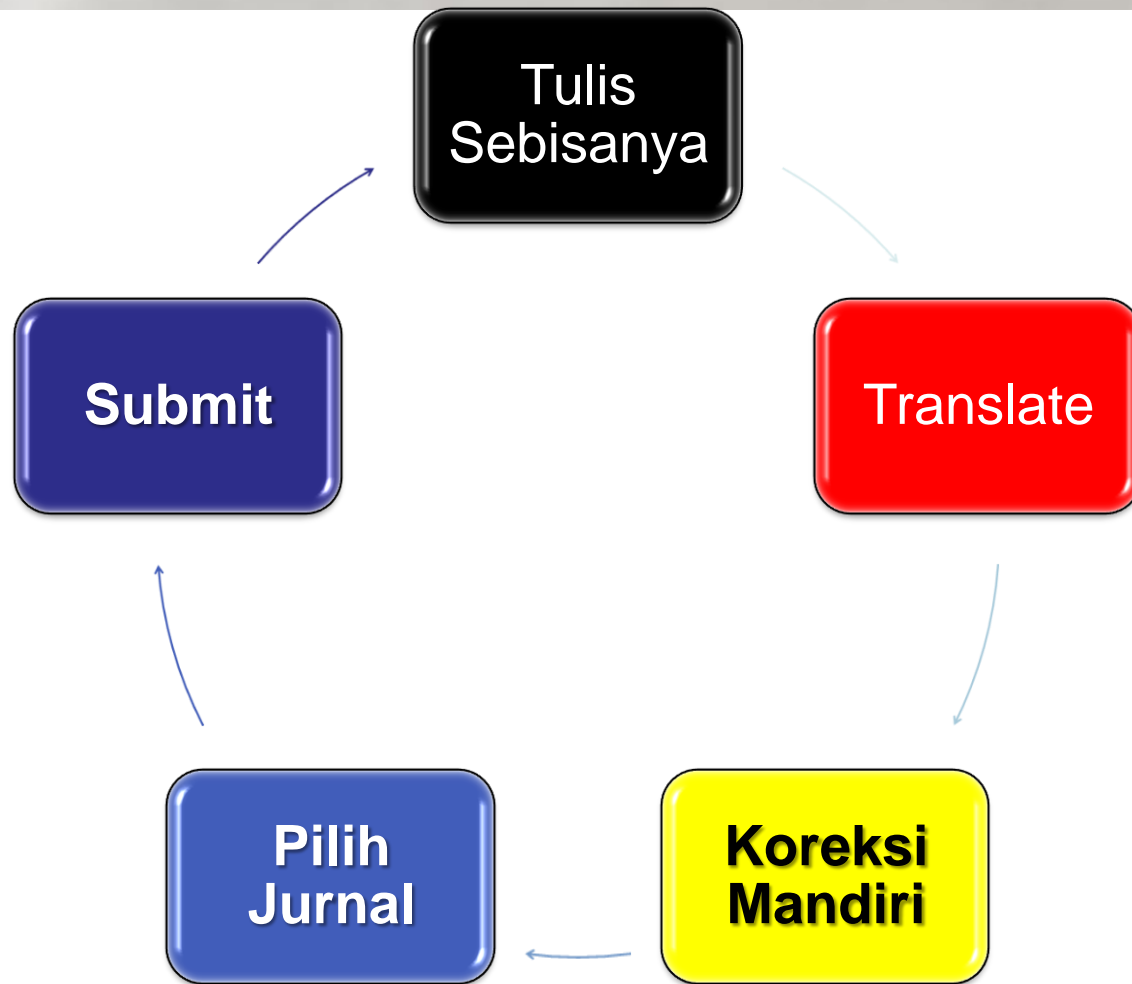 Tulis
Sebisanya
Translate
Koreksi
Mandiri
Pilih
Jurnal
Submit